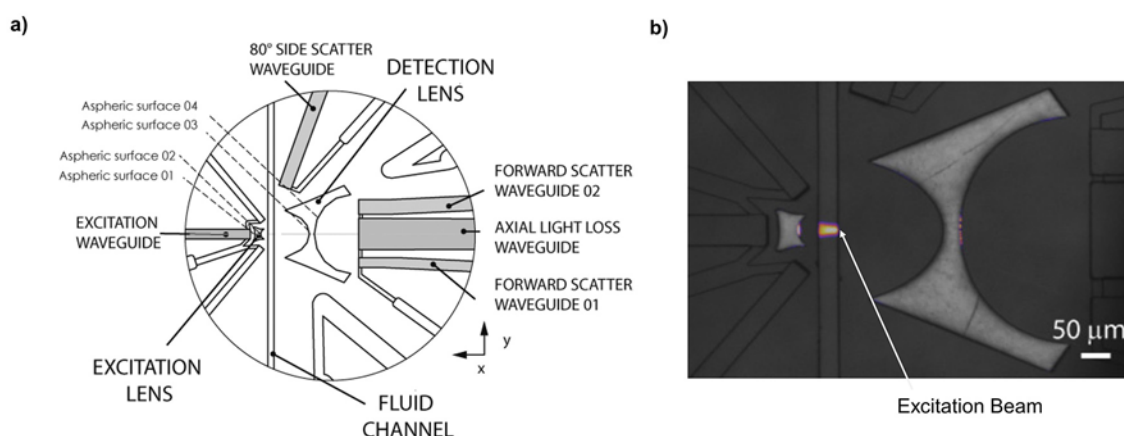 a)
80° SIDE SCATTER
WAVEGUIDE
DETECTION
LENS
Aspheric surface 04
Aspheric surface 03
Aspheric surface 02
Aspheric surface 01
EXCITATION
WAVEGUIDE
FORWARD SCATTER
WAVEGUIDE 02
AXIAL LIGHT LOSS
WAVEGUIDE
FORWARD SCATTER
WAVEGUIDE 01
y
x
EXCITATION
LENS
FLUID
CHANNEL
b)
50 μm
Excitation Beam